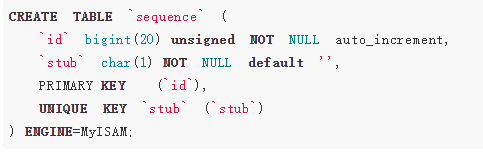 CREATE TABLE `sequence` (
`id` bigint(20) unsigned NOT NULL auto_increment,
`stub` char(1) NOT NULL default '',
PRIMARY KEY (`id`),
UNIQUE KEY `stub` (`stub`)
) ENGINE=MyISAM;